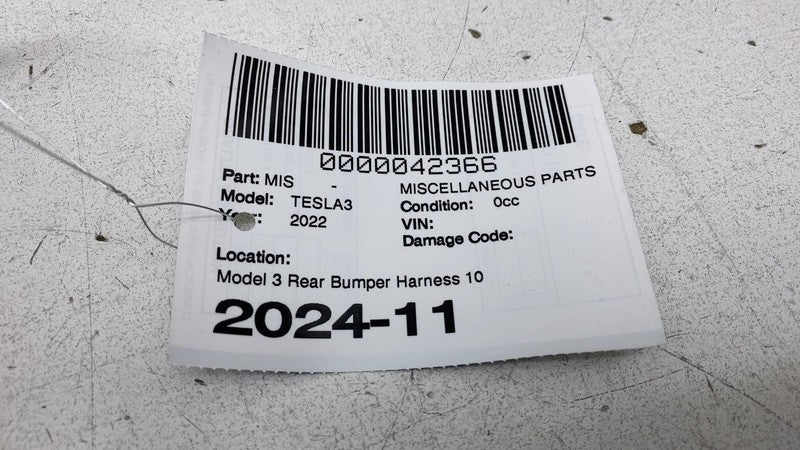 0000042366
Part: MIS - MISCELLANEOUS PARTS
Model: TESLA3 Condition: 0cc
Year: 2022 VIN:
Damage Code:
Location:
Model 3 Rear Bumper Harness 10
2024-11